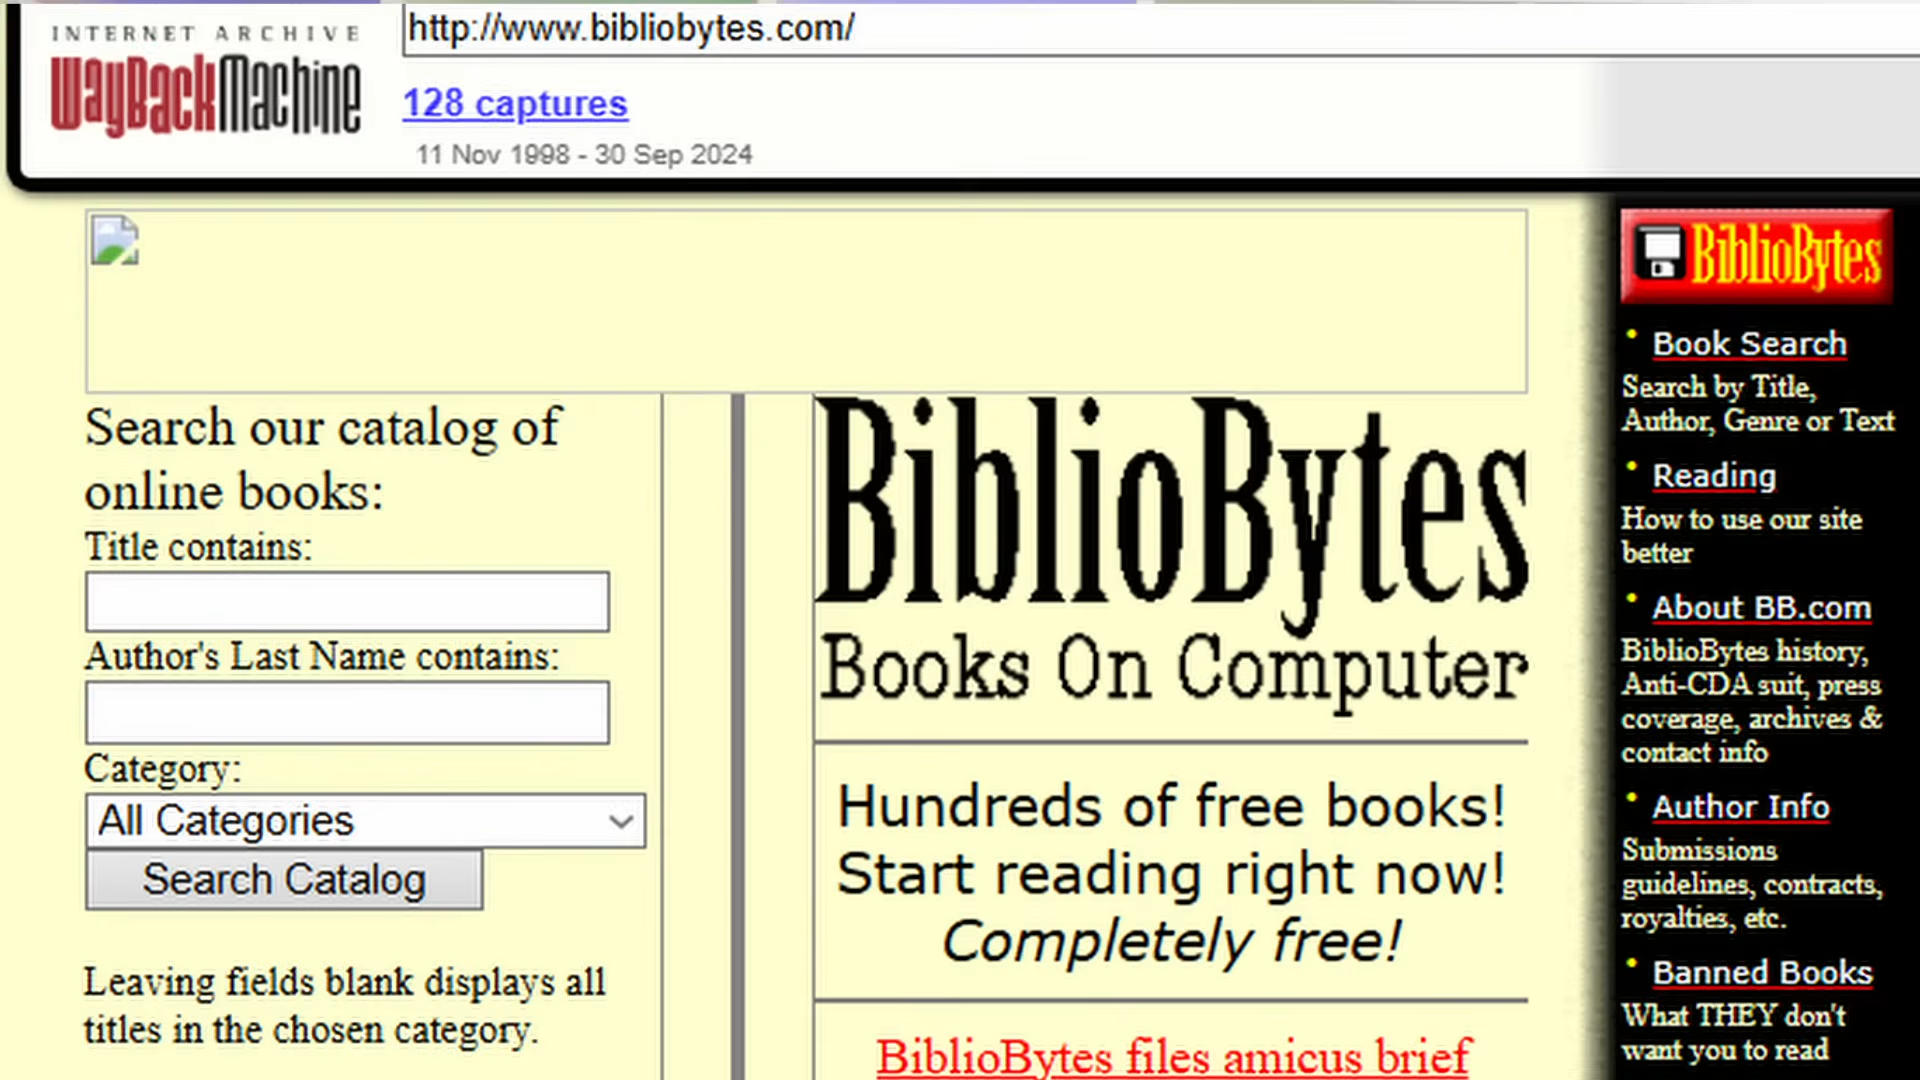 INTERNET ARCHIVE
WayBackMachine
http://www.bibliobytes.com/
128 captures
11 Nov 1998 - 30 Sep 2024
Search our catalog of
online books:
Title contains:
Author's Last Name contains:
Category:
All Categories
Search Catalog
Leaving fields blank displays all
titles in the chosen category.
BiblioBytes
Books On Computer
Hundreds of free books!
Start reading right now!
Completely free!
BiblioBytes files amicus brief
BiblioBytes
Book Search
Search by Title,
Author, Genre or Text
Reading
How to use our site
better
About BB.com
BiblioBytes history,
Anti-CDA suit, press
coverage, archives &
contact info
Author Info
Submissions
guidelines, contracts,
royalties, etc.
Banned Books
What THEY don't
want you to read